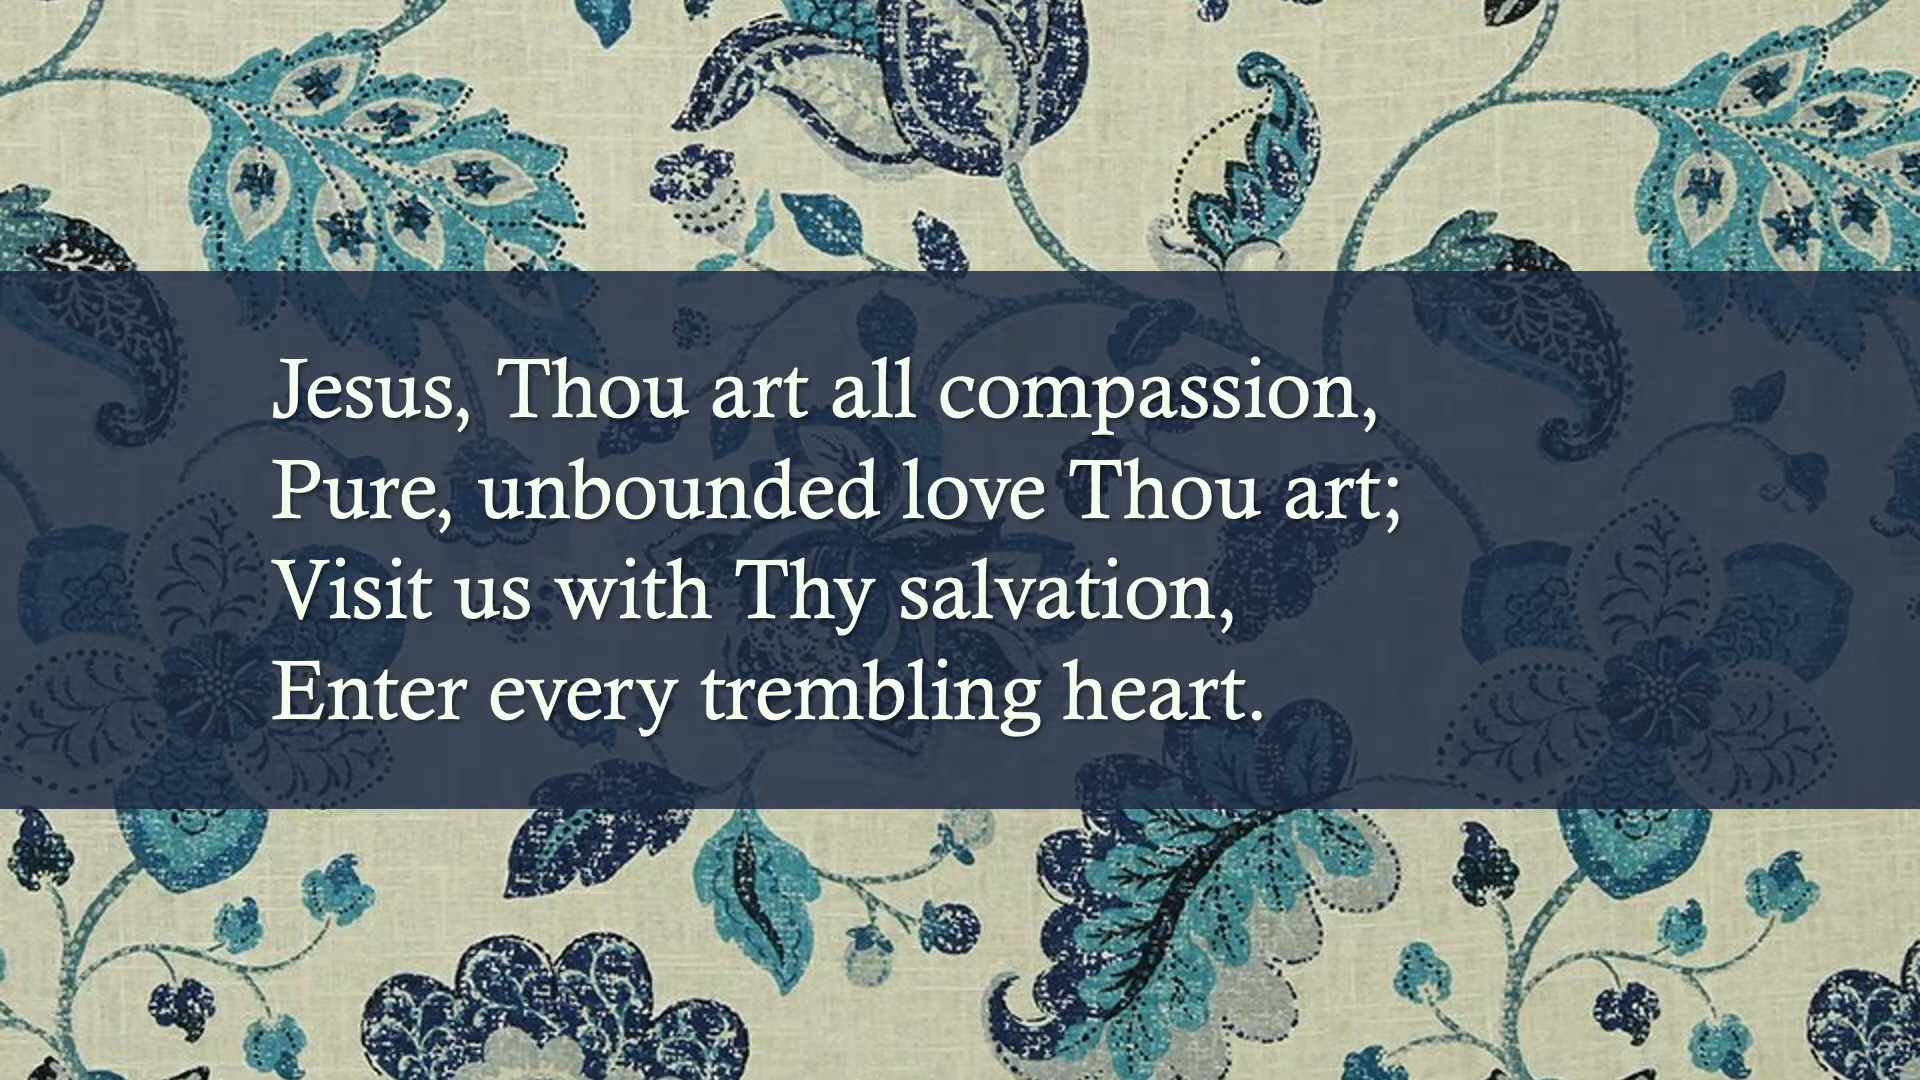 Jesus, Thou art all compassion,
Pure, unbounded love Thou art;
Visit us with Thy salvation,
Enter every trembling heart.